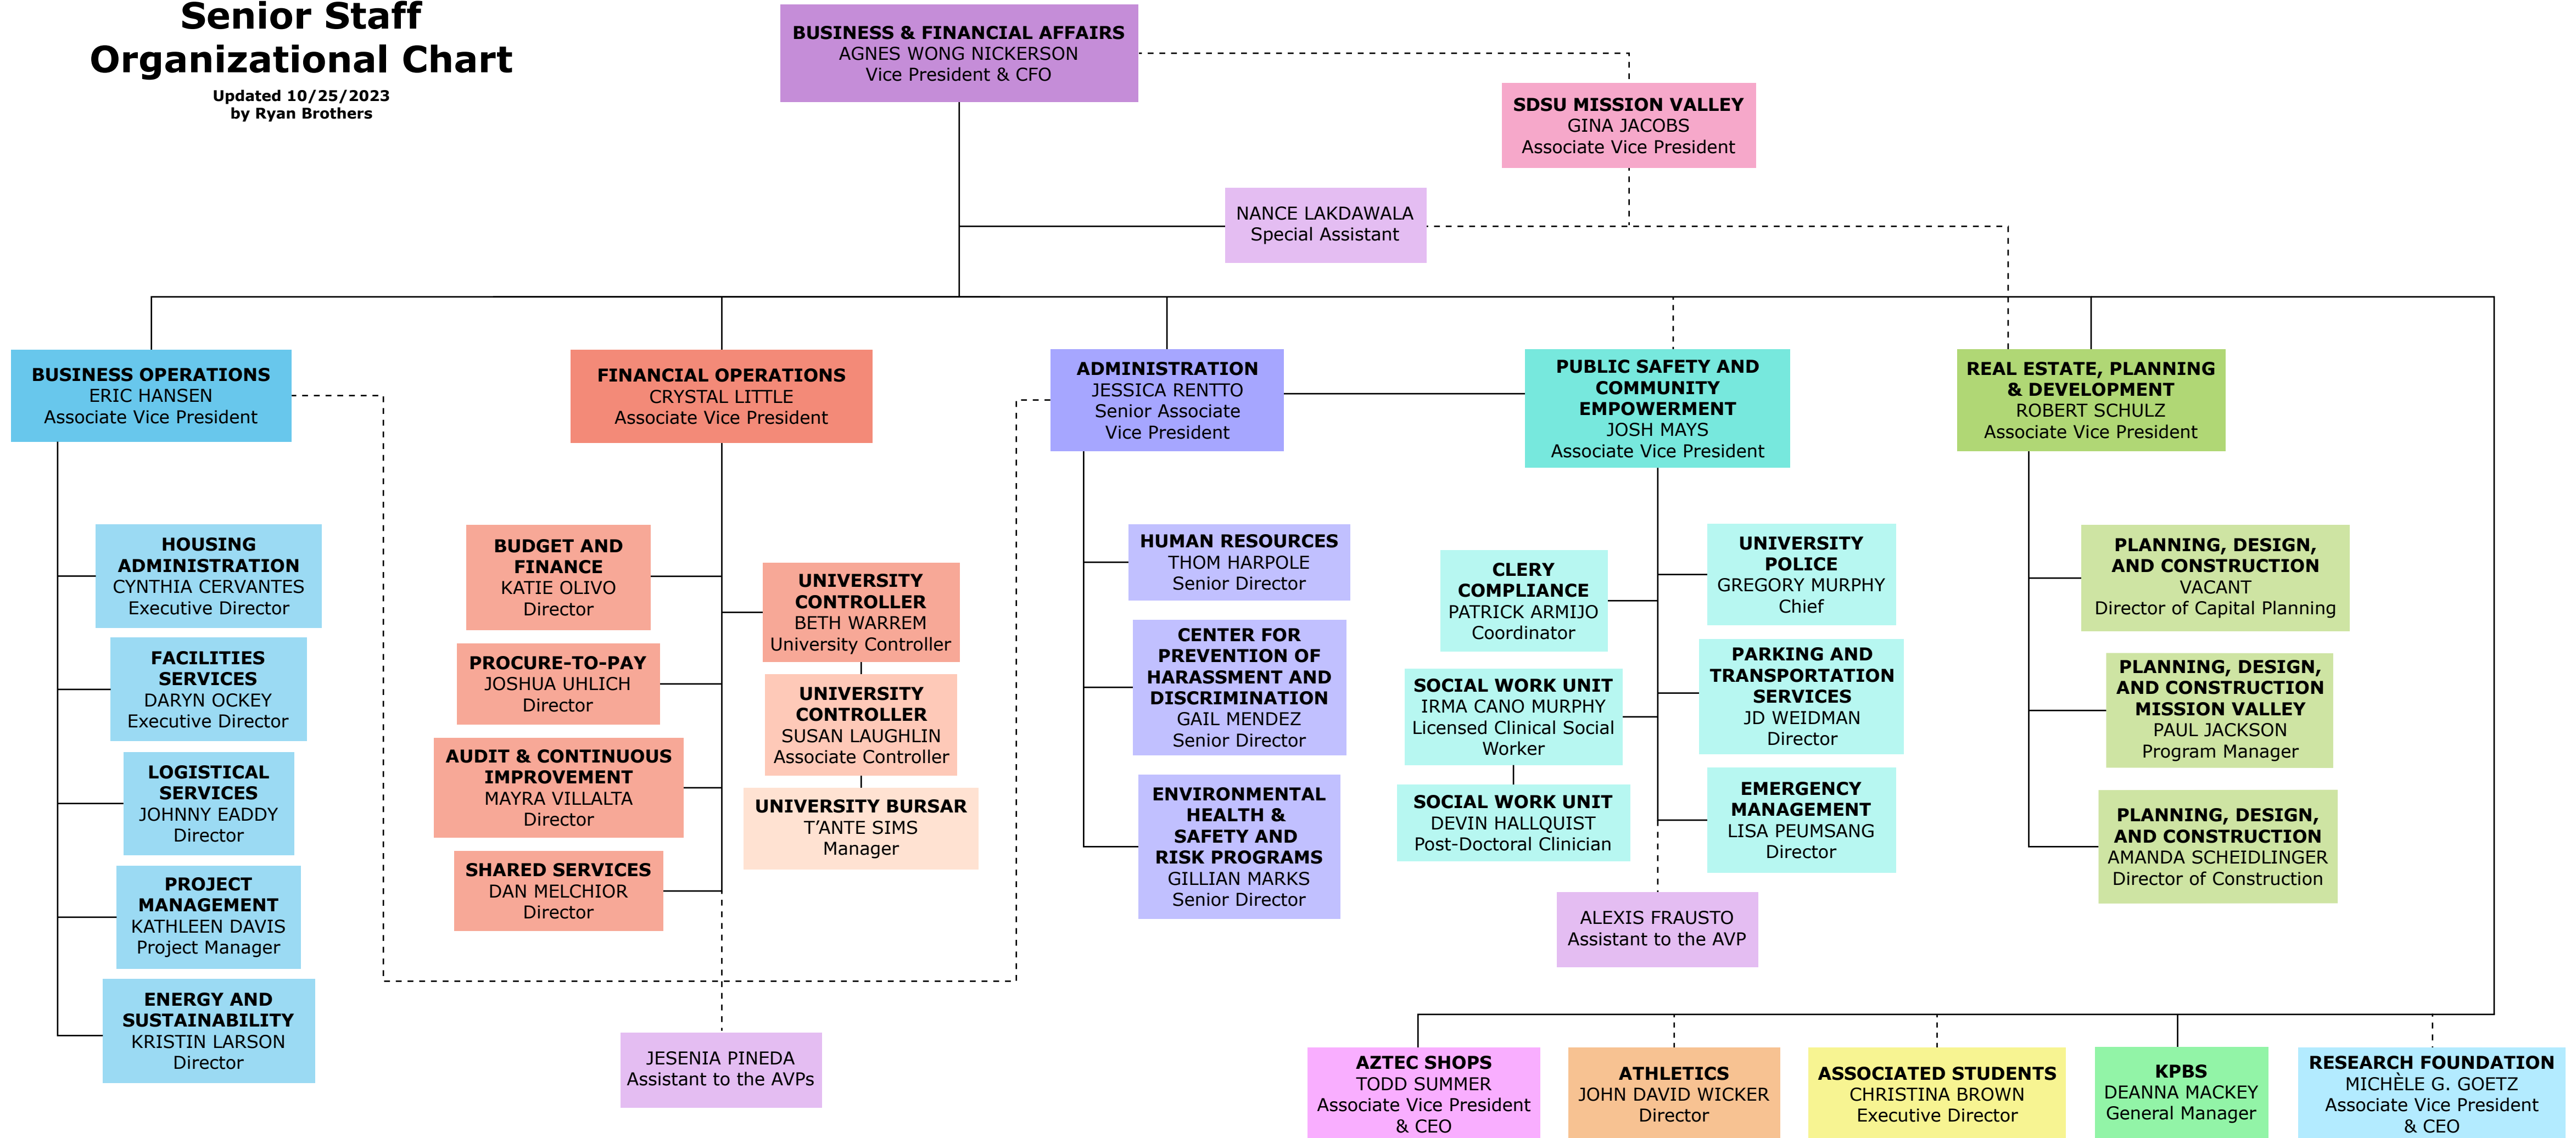 Senior Staff
Organizational Chart
Updated 10/25/2023
by Ryan Brothers
BUSINESS & FINANCIAL AFFAIRS
AGNES WONG NICKERSON
Vice President & CFO
SDSU MISSION VALLEY
GINA JACOBS
Associate Vice President
NANCE LAKDAWALA
Special Assistant
BUSINESS OPERATIONS
ERIC HANSEN
Associate Vice President
FINANCIAL OPERATIONS
CRYSTAL LITTLE
Associate Vice President
ADMINISTRATION
JESSICA RENTTO
Senior Associate
Vice President
PUBLIC SAFETY AND
COMMUNITY
EMPOWERMENT
JOSH MAYS
Associate Vice President
REAL ESTATE, PLANNING
& DEVELOPMENT
ROBERT SCHULZ
Associate Vice President
HOUSING
ADMINISTRATION
CYNTHIA CERVANTES
Executive Director
FACILITIES
SERVICES
DARYN OCKEY
Executive Director
LOGISTICAL
SERVICES
JOHNNY EADDY
Director
PROJECT
MANAGEMENT
KATHLEEN DAVIS
Project Manager
ENERGY AND
SUSTAINABILITY
KRISTIN LARSON
Director
BUDGET AND
FINANCE
KATIE OLIVO
Director
PROCURE-TO-PAY
JOSHUA UHLICH
Director
AUDIT & CONTINUOUS
IMPROVEMENT
MAYRA VILLALTA
Director
SHARED SERVICES
DAN MELCHIOR
Director
UNIVERSITY
CONTROLLER
BETH WARREM
University Controller
UNIVERSITY
CONTROLLER
SUSAN LAUGHLIN
Associate Controller
UNIVERSITY BURSAR
T’ANTE SIMS
Manager
JESENIA PINEDA
Assistant to the AVPs
HUMAN RESOURCES
THOM HARPOLE
Senior Director
CENTER FOR
PREVENTION OF
HARASSMENT AND
DISCRIMINATION
GAIL MENDEZ
Senior Director
ENVIRONMENTAL
HEALTH &
SAFETY AND
RISK PROGRAMS
GILLIAN MARKS
Senior Director
CLERY
COMPLIANCE
PATRICK ARMIJO
Coordinator
SOCIAL WORK UNIT
IRMA CANO MURPHY
Licensed Clinical Social
Worker
SOCIAL WORK UNIT
DEVIN HALLQUIST
Post-Doctoral Clinician
UNIVERSITY
POLICE
GREGORY MURPHY
Chief
PARKING AND
TRANSPORTATION
SERVICES
JD WEIDMAN
Director
EMERGENCY
MANAGEMENT
LISA PEUMSANG
Director
ALEXIS FRAUSTO
Assistant to the AVP
PLANNING, DESIGN,
AND CONSTRUCTION
VACANT
Director of Capital Planning
PLANNING, DESIGN,
AND CONSTRUCTION
MISSION VALLEY
PAUL JACKSON
Program Manager
PLANNING, DESIGN,
AND CONSTRUCTION
AMANDA SCHEIDLINGER
Director of Construction
AZTEC SHOPS
TODD SUMMER
Associate Vice President
& CEO
ATHLETICS
JOHN DAVID WICKER
Director
ASSOCIATED STUDENTS
CHRISTINA BROWN
Executive Director
KPBS
DEANNA MACKEY
General Manager
RESEARCH FOUNDATION
MICHÈLE G. GOETZ
Associate Vice President
& CEO